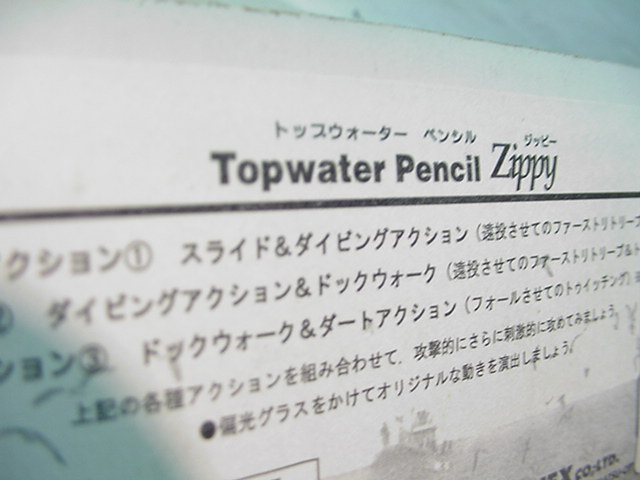 トップウォーター ペンシル ジッピー
Topwater Pencil Zippy
クション① スライド&ダイビングアクション(遠投させてのファーストリトリーブ
② ダイビングアクション&ドックウォーク(遠投させてのファーストリトリーブ&ト
ション③ ドックウォーク&ダートアクション(フォールさせてのトゥイッチング)
上記の各種アクションを組み合わせて、攻撃的にさらに刺激的に攻めてみましょう。
●偏光グラスをかけてオリジナルな動きを演出しましょう。
CO.,LTD.